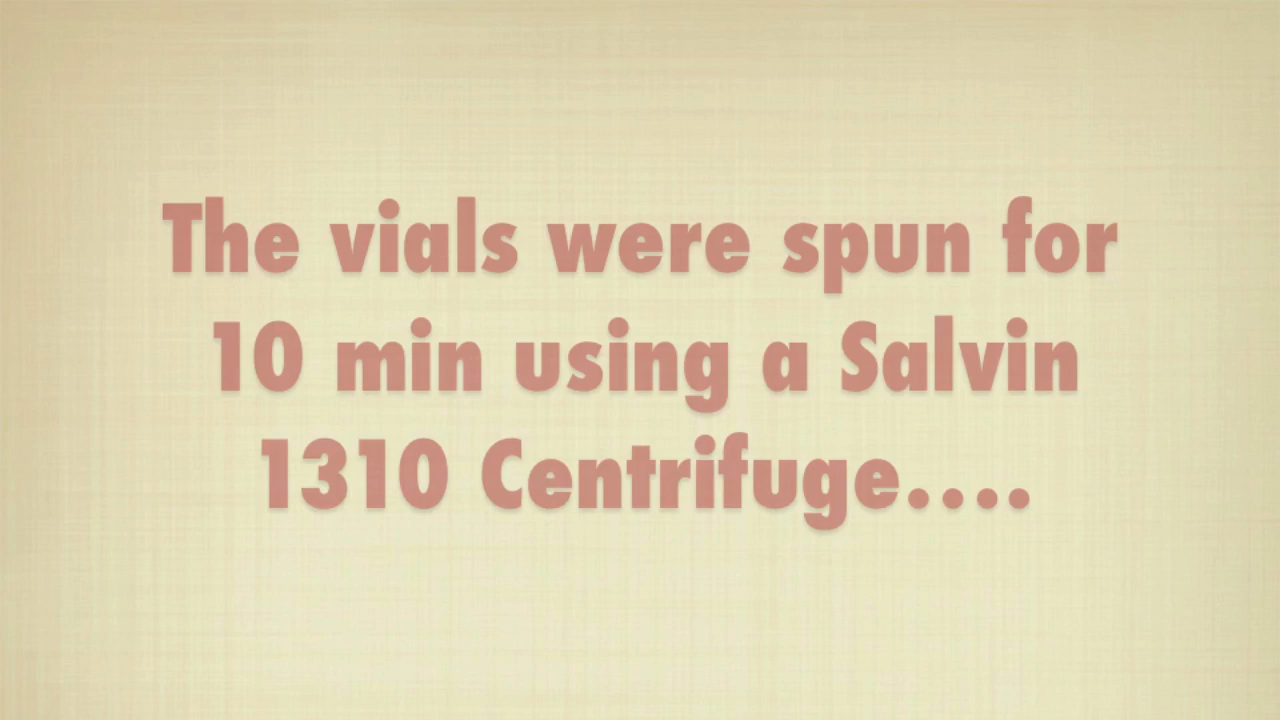 The vials were spun for
10 min using a Salvin
1310 Centrifuge....